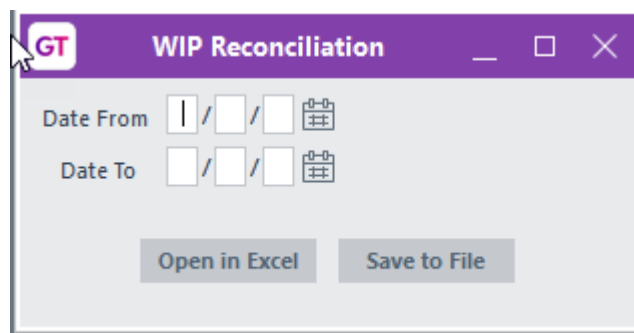 GT WIP Reconciliation
Date From / /
Date To / /
Open in Excel Save to File